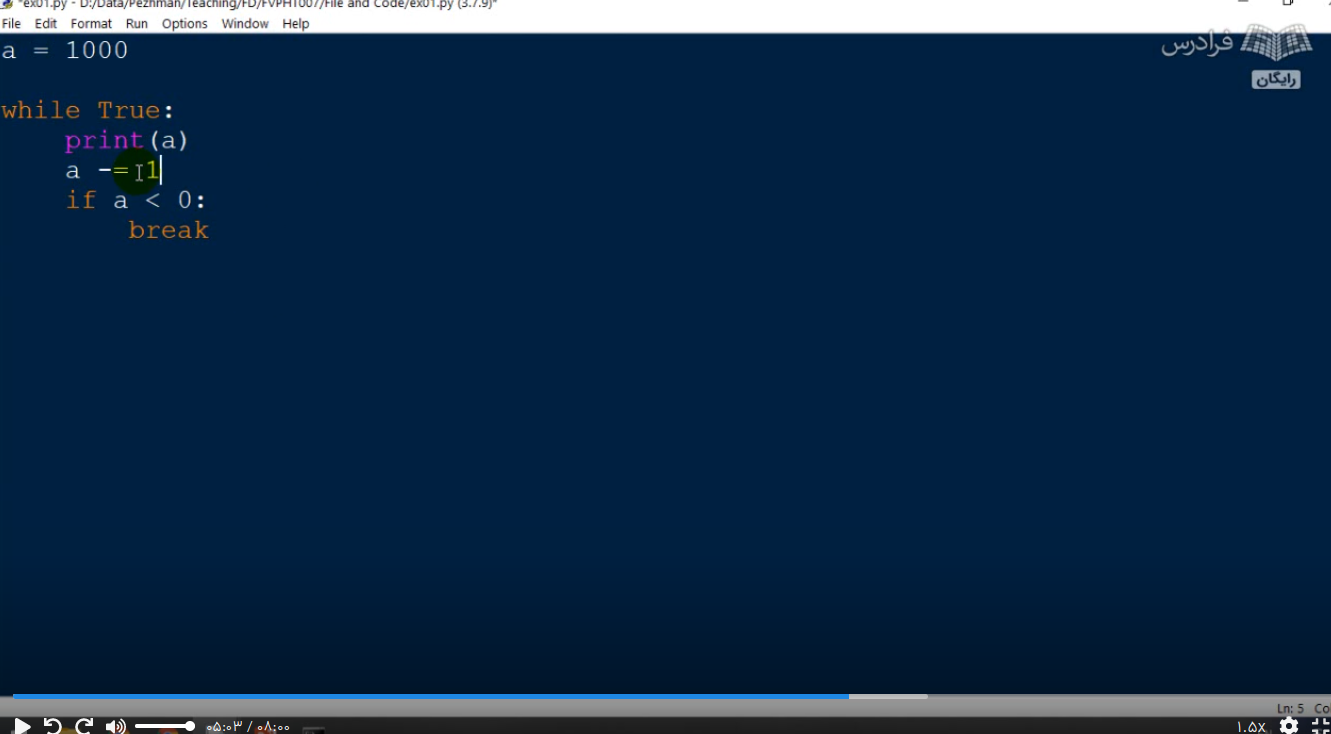 *ex01.py - D:/Data/Pezhman/Teaching/FD/FVPHT007/File and Code/ex01.py (3.7.9)*
File Edit Format Run Options Window Help
a = 1000
فرادرس
رایگان
while True:
    print(a)
    a -= 1
    if a < 0:
        break
Ln: 5
۰۵:۰۳ / ۰۸:۰۰
۱.۵X